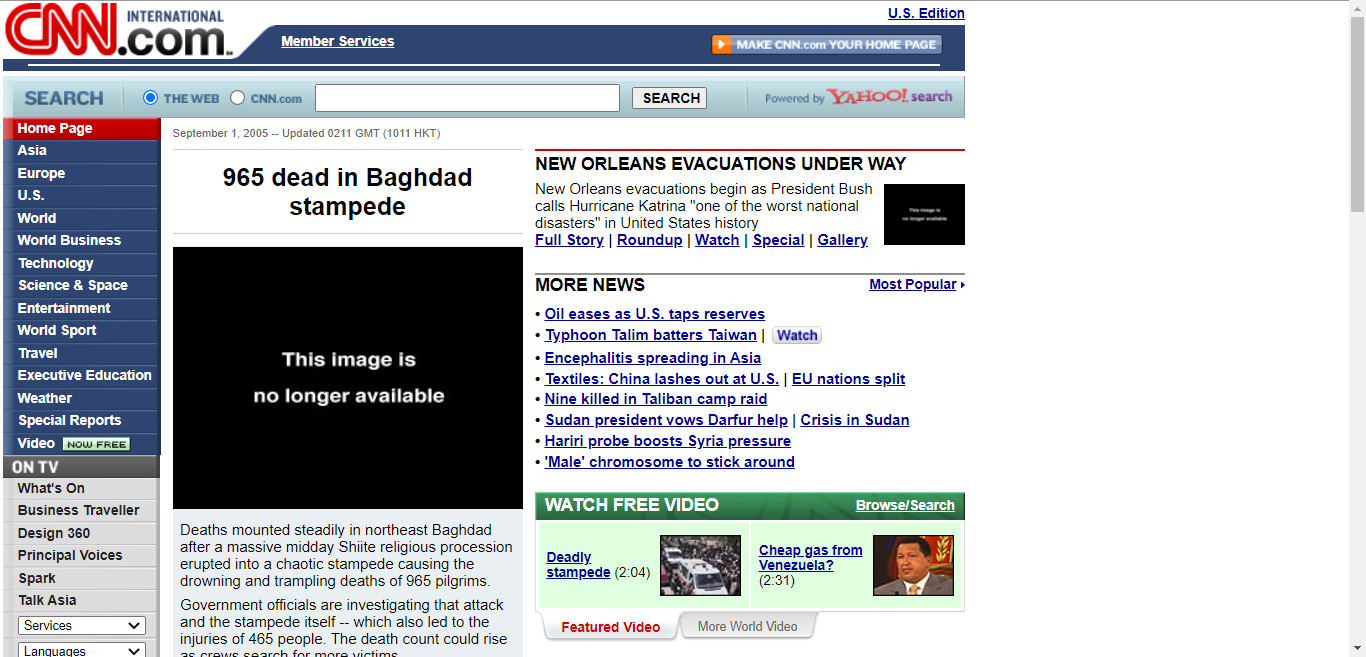 CNN.com INTERNATIONAL
U.S. Edition
Member Services
MAKE CNN.com YOUR HOME PAGE
SEARCH
THE WEB
CNN.com
SEARCH
Powered by YAHOO! search
Home Page
Asia
Europe
U.S.
World
World Business
Technology
Science & Space
Entertainment
World Sport
Travel
Executive Education
Weather
Special Reports
Video NOW FREE
ON TV
What's On
Business Traveller
Design 360
Principal Voices
Spark
Talk Asia
Services
Languages
September 1, 2005 -- Updated 0211 GMT (1011 HKT)
965 dead in Baghdad
stampede
This image is
no longer available
Deaths mounted steadily in northeast Baghdad
after a massive midday Shiite religious procession
erupted into a chaotic stampede causing the
drowning and trampling deaths of 965 pilgrims.
Government officials are investigating that attack
and the stampede itself -- which also led to the
injuries of 465 people. The death count could rise
as crews search for more victims.
NEW ORLEANS EVACUATIONS UNDER WAY
New Orleans evacuations begin as President Bush
calls Hurricane Katrina "one of the worst national
disasters" in United States history
Full Story | Roundup | Watch | Special | Gallery
This image is
no longer available
MORE NEWS
Most Popular
• Oil eases as U.S. taps reserves
• Typhoon Talim batters Taiwan | Watch
• Encephalitis spreading in Asia
• Textiles: China lashes out at U.S. | EU nations split
• Nine killed in Taliban camp raid
• Sudan president vows Darfur help | Crisis in Sudan
• Hariri probe boosts Syria pressure
• 'Male' chromosome to stick around
WATCH FREE VIDEO
Browse/Search
Deadly
stampede (2:04)
Cheap gas from
Venezuela?
(2:31)
Featured Video
More World Video